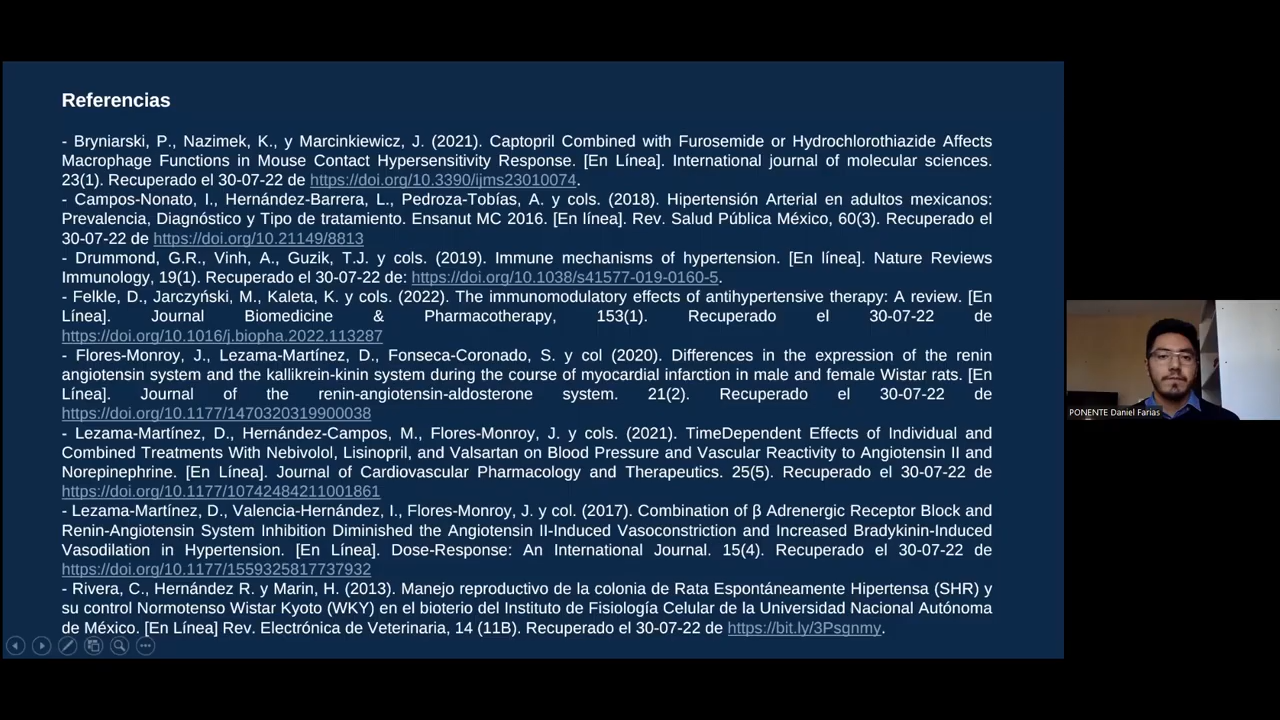 Referencias
- Bryniarski, P., Nazimek, K., y Marcinkiewicz, J. (2021). Captopril Combined with Furosemide or Hydrochlorothiazide Affects
Macrophage Functions in Mouse Contact Hypersensitivity Response. [En Línea]. International journal of molecular sciences.
23(1). Recuperado el 30-07-22 de https://doi.org/10.3390/ijms23010074.
- Campos-Nonato, I., Hernández-Barrera, L., Pedroza-Tobías, A. y cols. (2018). Hipertensión Arterial en adultos mexicanos:
Prevalencia, Diagnóstico y Tipo de tratamiento. Ensanut MC 2016. [En línea]. Rev. Salud Pública México, 60(3). Recuperado el
30-07-22 de https://doi.org/10.21149/8813
- Drummond, G.R., Vinh, A., Guzik, T.J. y cols. (2019). Immune mechanisms of hypertension. [En línea]. Nature Reviews
Immunology, 19(1). Recuperado el 30-07-22 de: https://doi.org/10.1038/s41577-019-0160-5.
- Felkle, D., Jarczyński, M., Kaleta, K. y cols. (2022). The immunomodulatory effects of antihypertensive therapy: A review. [En
Línea]. Journal Biomedicine & Pharmacotherapy, 153(1). Recuperado el 30-07-22 de
https://doi.org/10.1016/j.biopha.2022.113287
- Flores-Monroy, J., Lezama-Martínez, D., Fonseca-Coronado, S. y col (2020). Differences in the expression of the renin
angiotensin system and the kallikrein-kinin system during the course of myocardial infarction in male and female Wistar rats. [En
Línea]. Journal of the renin-angiotensin-aldosterone system. 21(2). Recuperado el 30-07-22 de
https://doi.org/10.1177/1470320319900038
- Lezama-Martínez, D., Hernández-Campos, M., Flores-Monroy, J. y cols. (2021). TimeDependent Effects of Individual and
Combined Treatments With Nebivolol, Lisinopril, and Valsartan on Blood Pressure and Vascular Reactivity to Angiotensin II and
Norepinephrine. [En Línea]. Journal of Cardiovascular Pharmacology and Therapeutics. 25(5). Recuperado el 30-07-22 de
https://doi.org/10.1177/10742484211001861
- Lezama-Martínez, D., Valencia-Hernández, I., Flores-Monroy, J. y col. (2017). Combination of β Adrenergic Receptor Block and
Renin-Angiotensin System Inhibition Diminished the Angiotensin II-Induced Vasoconstriction and Increased Bradykinin-Induced
Vasodilation in Hypertension. [En Línea]. Dose-Response: An International Journal. 15(4). Recuperado el 30-07-22 de
https://doi.org/10.1177/1559325817737932
- Rivera, C., Hernández R. y Marin, H. (2013). Manejo reproductivo de la colonia de Rata Espontáneamente Hipertensa (SHR) y
su control Normotenso Wistar Kyoto (WKY) en el bioterio del Instituto de Fisiología Celular de la Universidad Nacional Autónoma
de México. [En Línea] Rev. Electrónica de Veterinaria, 14 (11B). Recuperado el 30-07-22 de https://bit.ly/3Psgnmy.
PONENTE Daniel Farias